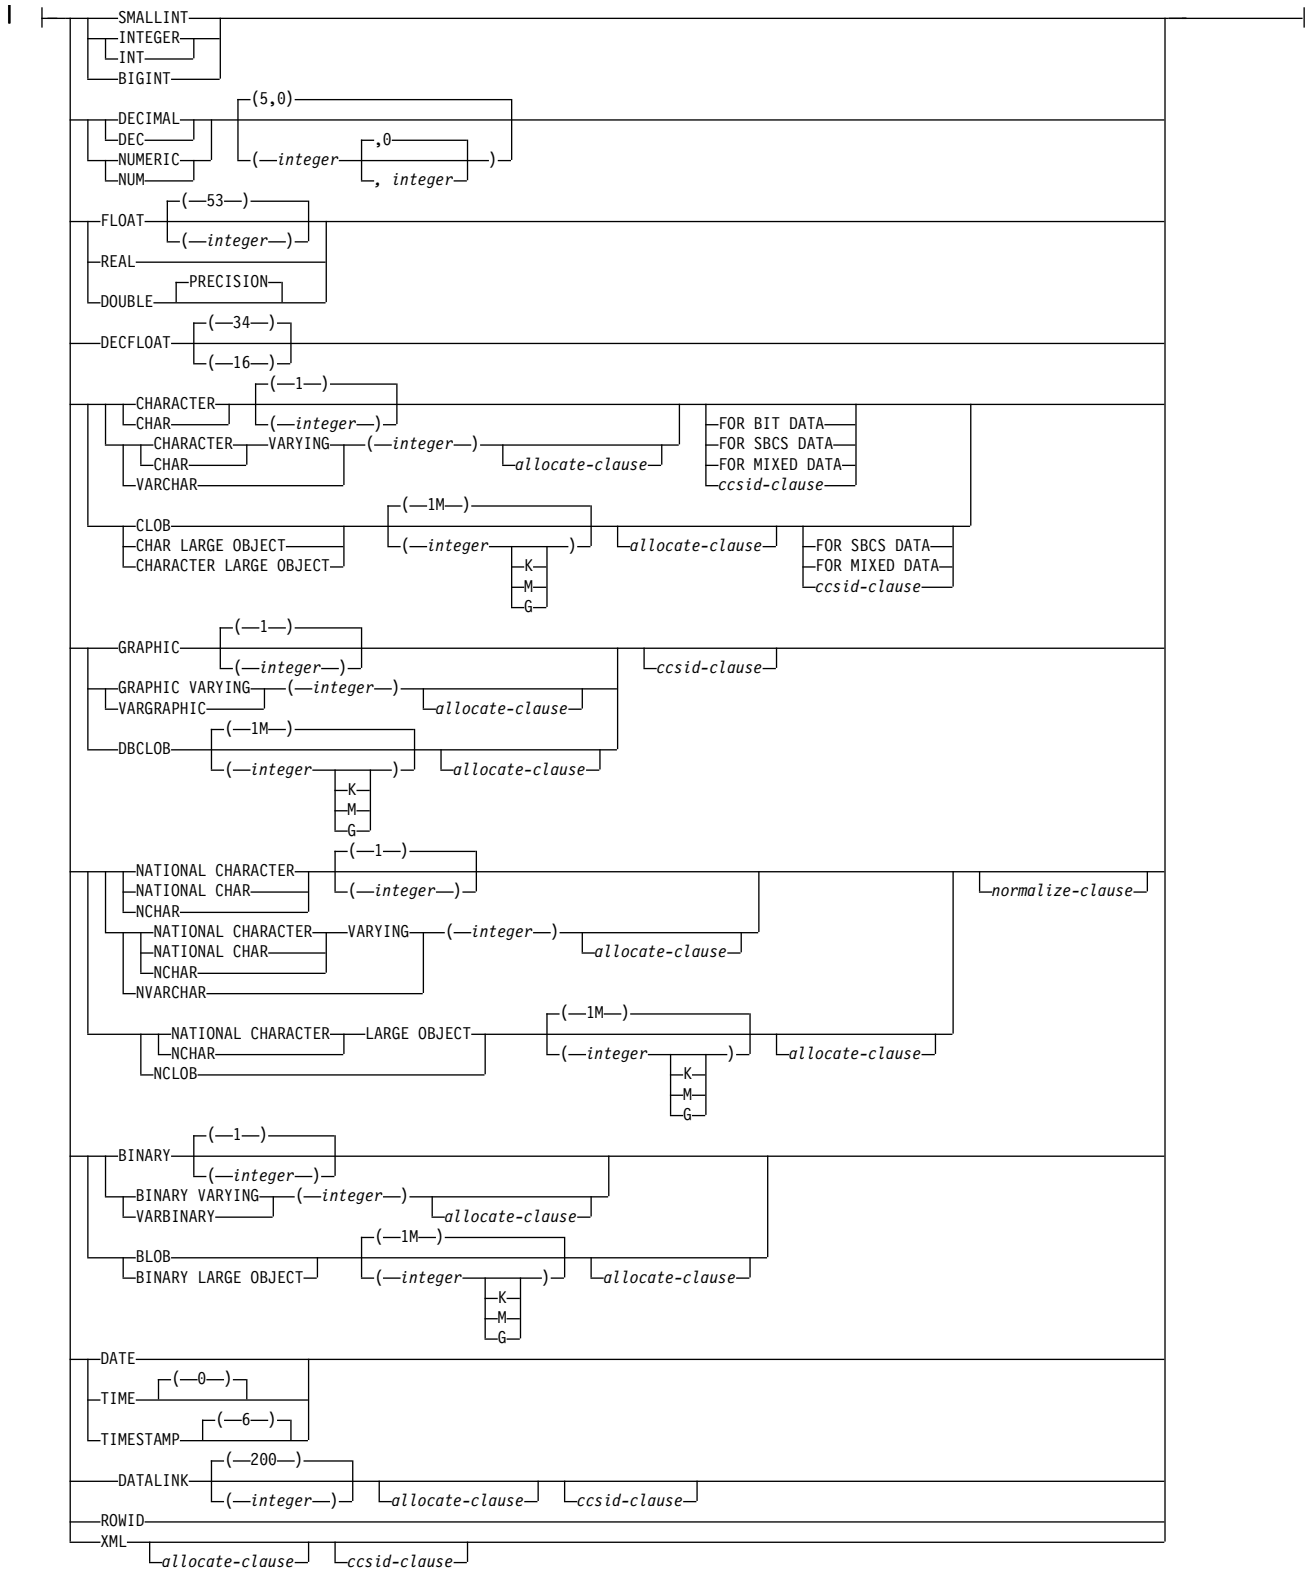 SMALLINT
INTEGER
INT
BIGINT
(5,0)
DECIMAL
DEC ,0
NUMERIC ( integer )
NUM , integer
( 53 )
FLOAT
( integer )
REAL
PRECISION
DOUBLE
( 34 )
DECFLOAT
( 16 )
( 1 )
CHARACTER
CHAR ( integer ) FOR BIT DATA
CHARACTER VARYING ( integer ) FOR SBCS DATA
CHAR allocate-clause FOR MIXED DATA
VARCHAR ccsid-clause
( 1M )
CLOB
CHAR LARGE OBJECT ( integer ) allocate-clause FOR SBCS DATA
CHARACTER LARGE OBJECT K FOR MIXED DATA
M ccsid-clause
G
( 1 )
GRAPHIC
( integer ) ccsid-clause
GRAPHIC VARYING ( integer )
VARGRAPHIC allocate-clause
( 1M )
DBCLOB
( integer ) allocate-clause
K
M
G
( 1 )
NATIONAL CHARACTER
NATIONAL CHAR ( integer ) normalize-clause
NCHAR
NATIONAL CHARACTER VARYING ( integer )
NATIONAL CHAR allocate-clause
NCHAR
NVARCHAR
( 1M )
NATIONAL CHARACTER LARGE OBJECT
NCHAR ( integer ) allocate-clause
NCLOB K
M
G
( 1 )
BINARY
( integer )
BINARY VARYING ( integer )
VARBINARY allocate-clause
( 1M )
BLOB
BINARY LARGE OBJECT ( integer ) allocate-clause
K
M
G
DATE
( 0 )
TIME
( 6 )
TIMESTAMP
( 200 )
DATALINK
( integer ) allocate-clause ccsid-clause
ROWID
XML
allocate-clause ccsid-clause